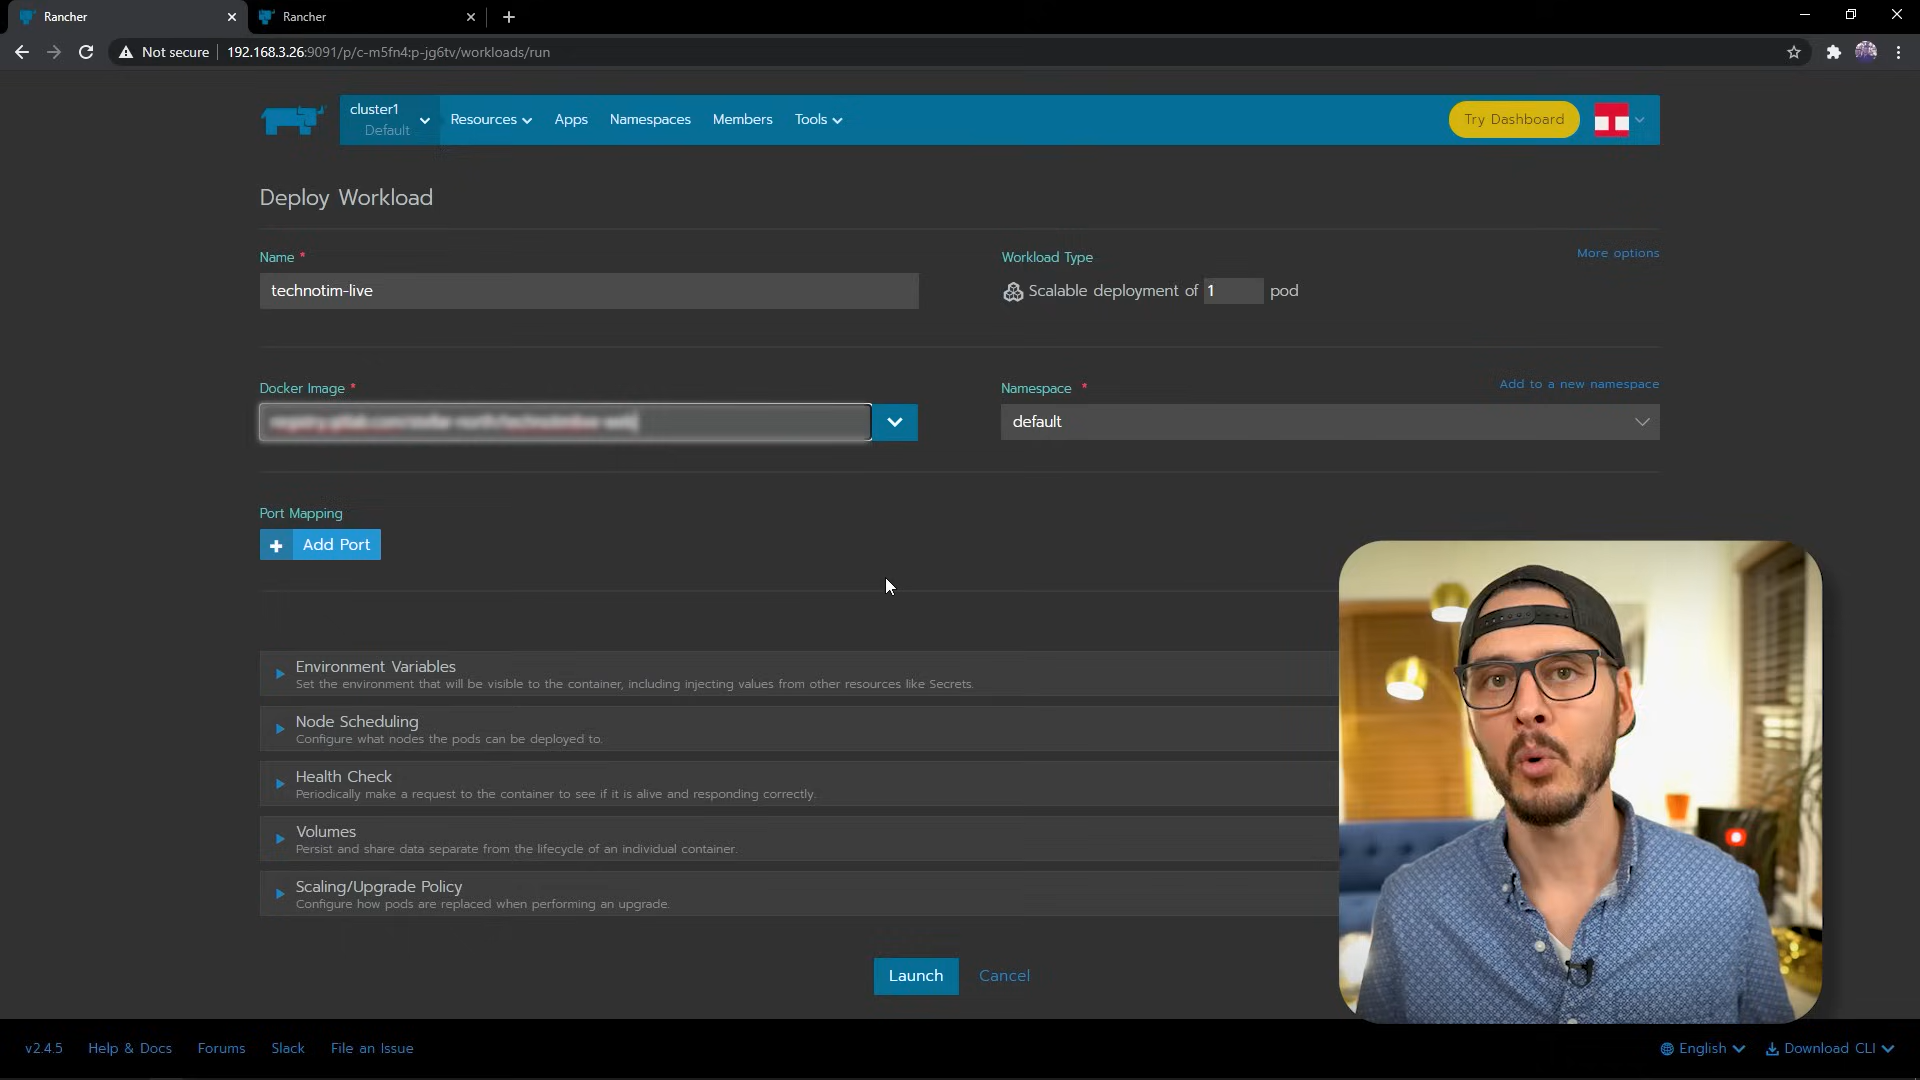 Rancher
Rancher
Not secure
192.168.3.26:9091/p/c-m5fn4:p-jg6tv/workloads/run
cluster1
Default
Resources
Apps
Namespaces
Members
Tools
Try Dashboard
Deploy Workload
Name *
technotim-live
Workload Type
More options
Scalable deployment of 1 pod
Docker Image *
Namespace *
Add to a new namespace
default
Port Mapping
Add Port
Environment Variables
Set the environment that will be visible to the container, including injecting values from other resources like Secrets.
Node Scheduling
Configure what nodes the pods can be deployed to.
Health Check
Periodically make a request to the container to see if it is alive and responding correctly.
Volumes
Persist and share data separate from the lifecycle of an individual container.
Scaling/Upgrade Policy
Configure how pods are replaced when performing an upgrade.
Launch
Cancel
v2.4.5
Help & Docs
Forums
Slack
File an Issue
English
Download CLI